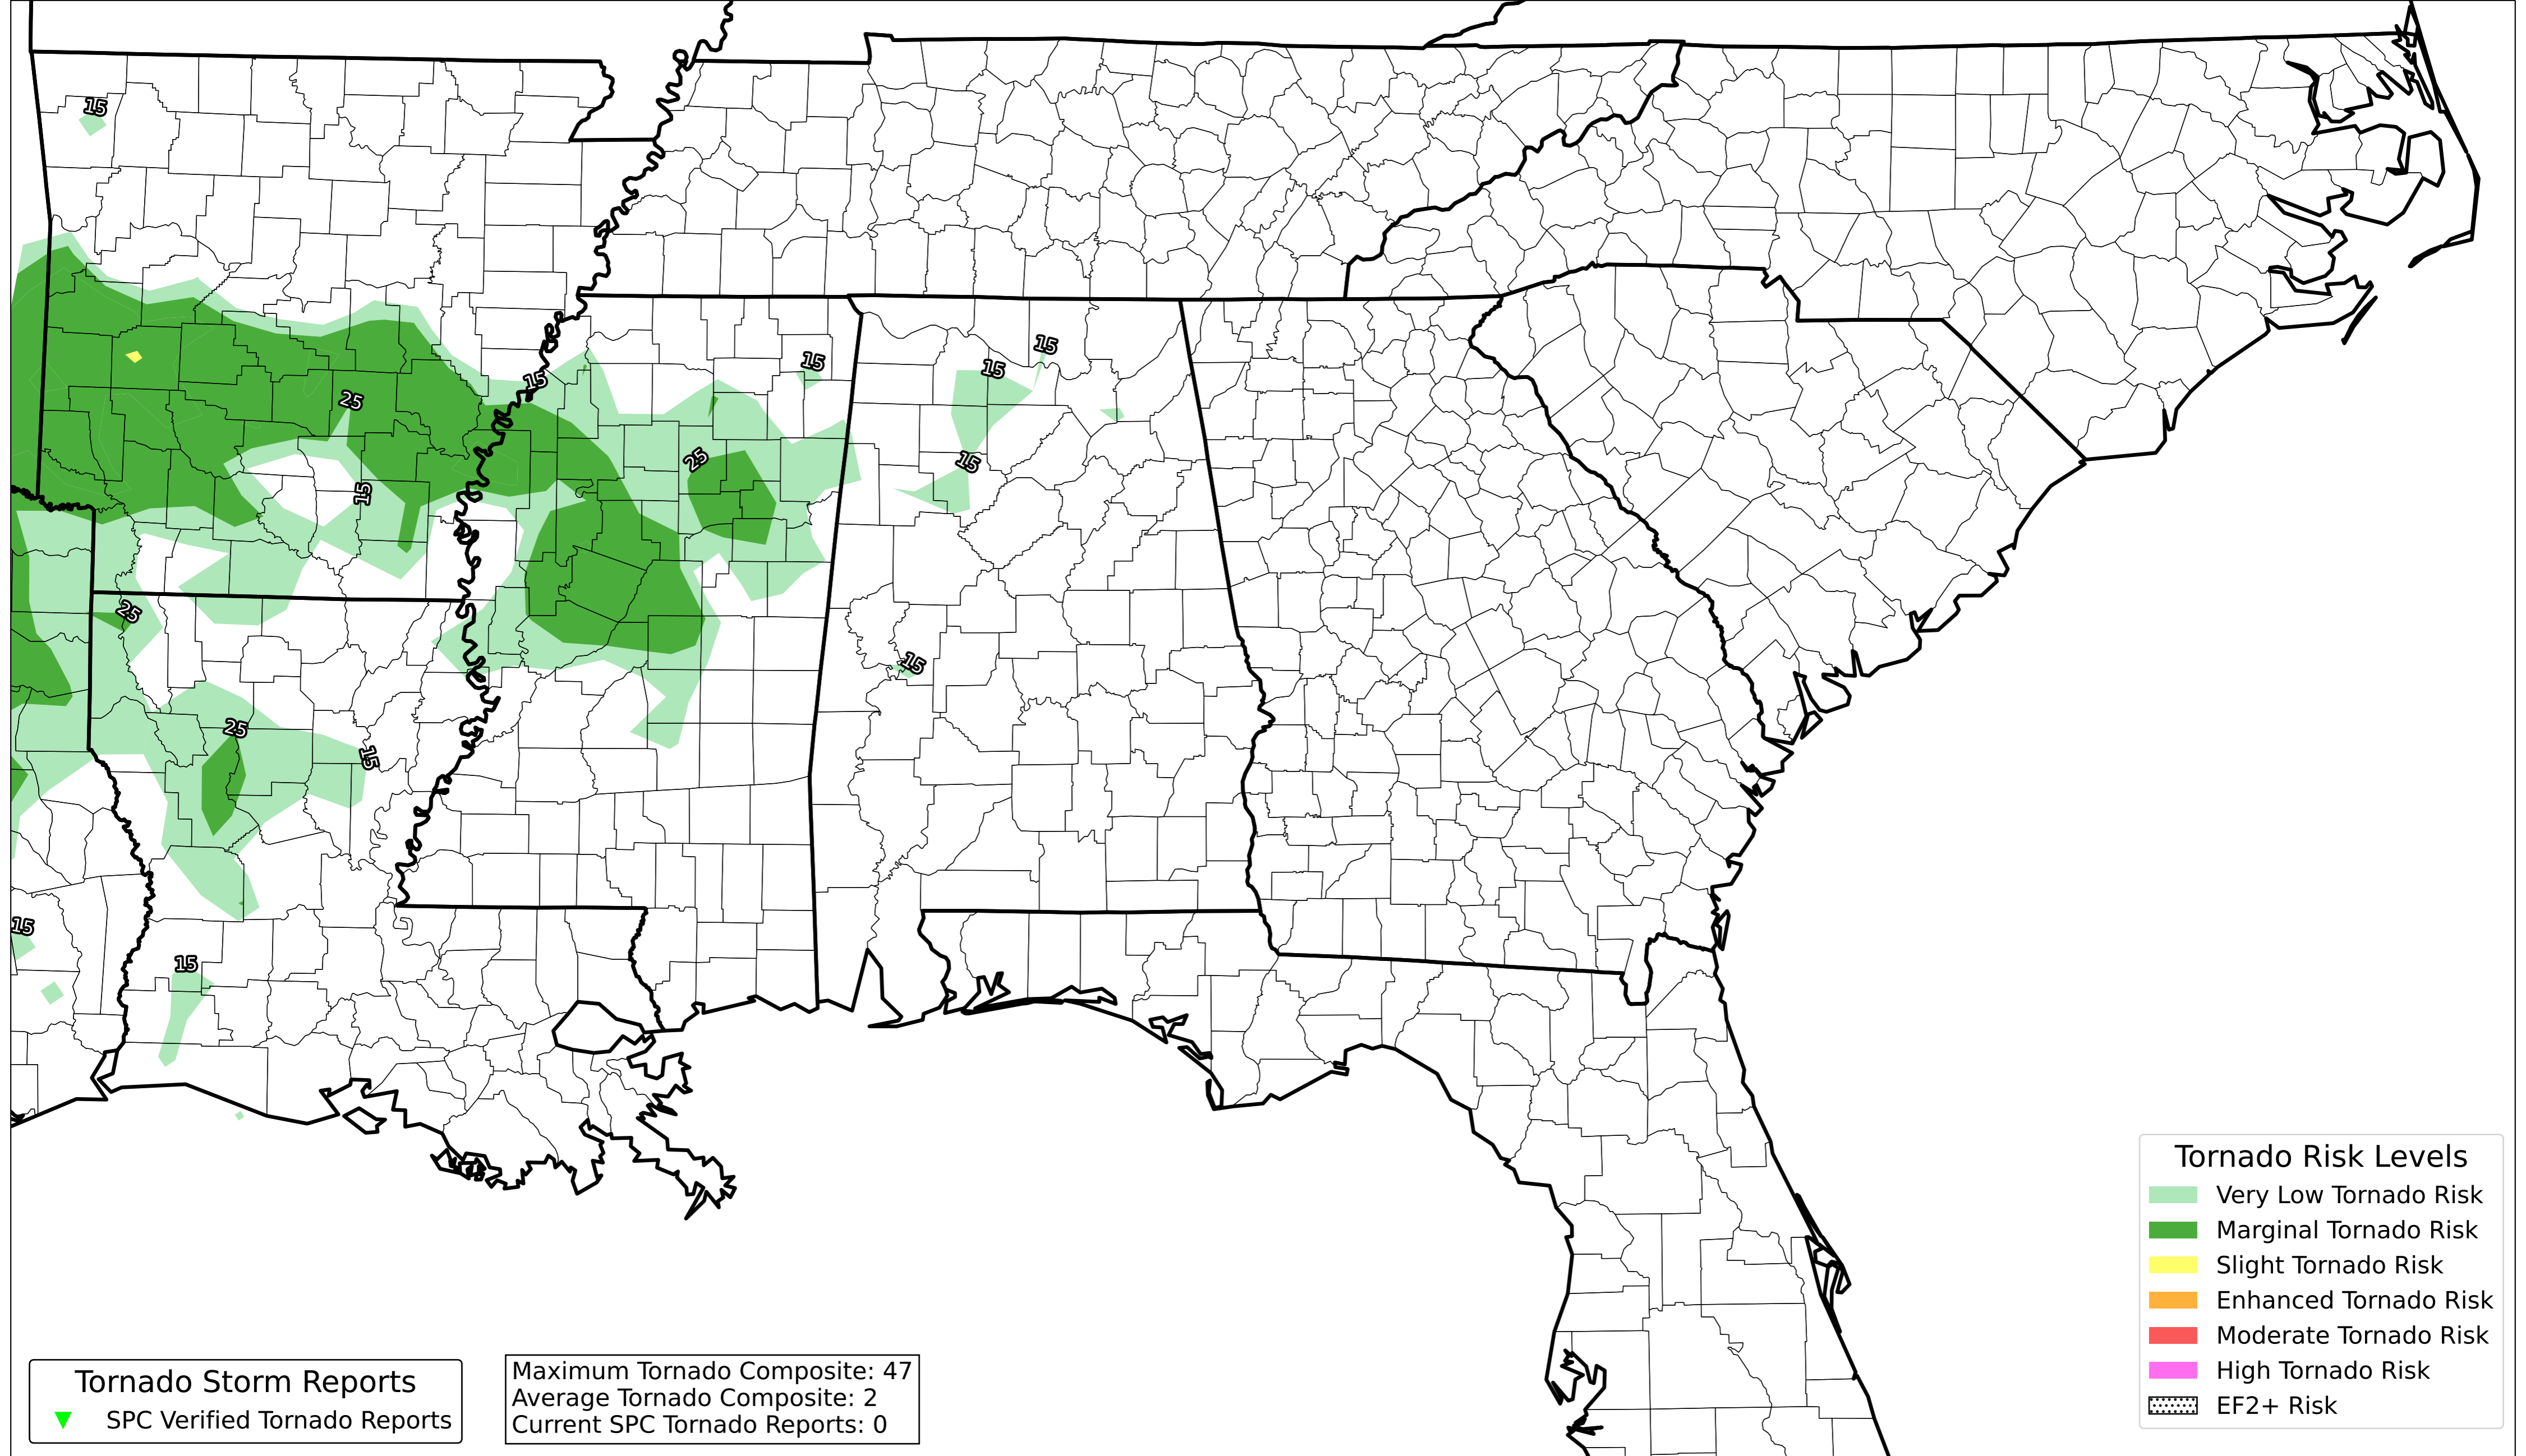 15
15
15
15
15
25
15
25
15
15
25
15
25
15
15
15
Tornado Risk Levels
Very Low Tornado Risk
Marginal Tornado Risk
Slight Tornado Risk
Enhanced Tornado Risk
Moderate Tornado Risk
High Tornado Risk
EF2+ Risk
Tornado Storm Reports
SPC Verified Tornado Reports
Maximum Tornado Composite: 47
Average Tornado Composite: 2
Current SPC Tornado Reports: 0